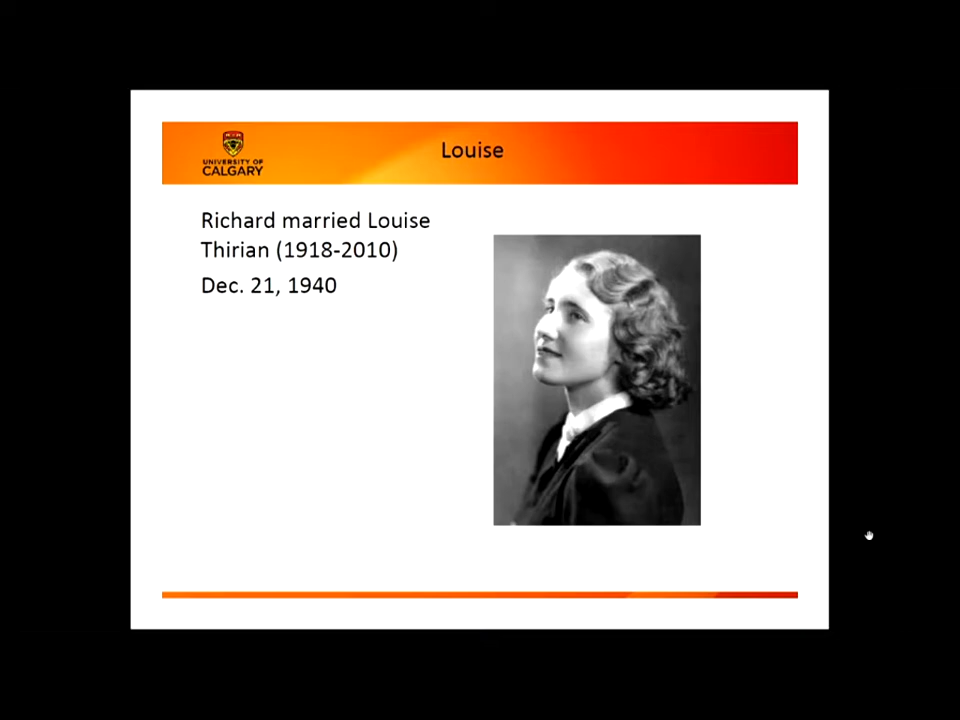 UNIVERSITY OF
CALGARY
Louise
Richard married Louise
Thirian (1918-2010)
Dec. 21, 1940